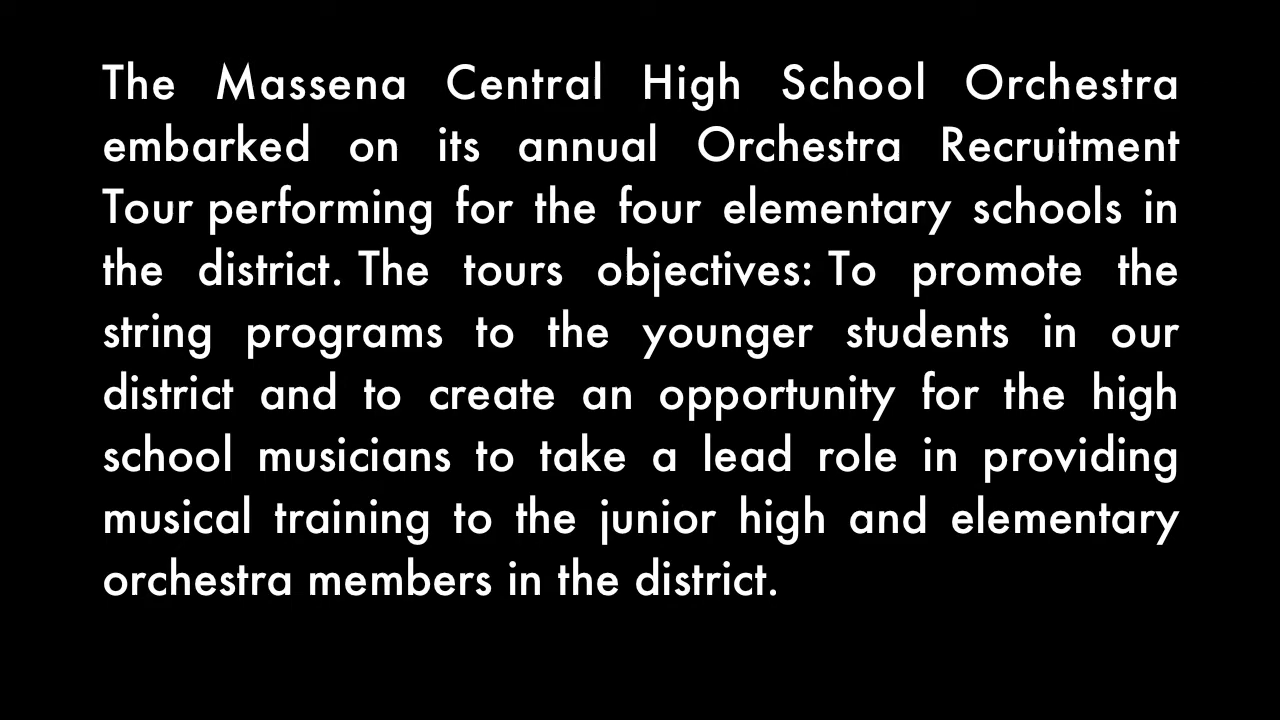 The Massena Central High School Orchestra
embarked on its annual Orchestra Recruitment
Tour performing for the four elementary schools in
the district. The tours objectives: To promote the
string programs to the younger students in our
district and to create an opportunity for the high
school musicians to take a lead role in providing
musical training to the junior high and elementary
orchestra members in the district.